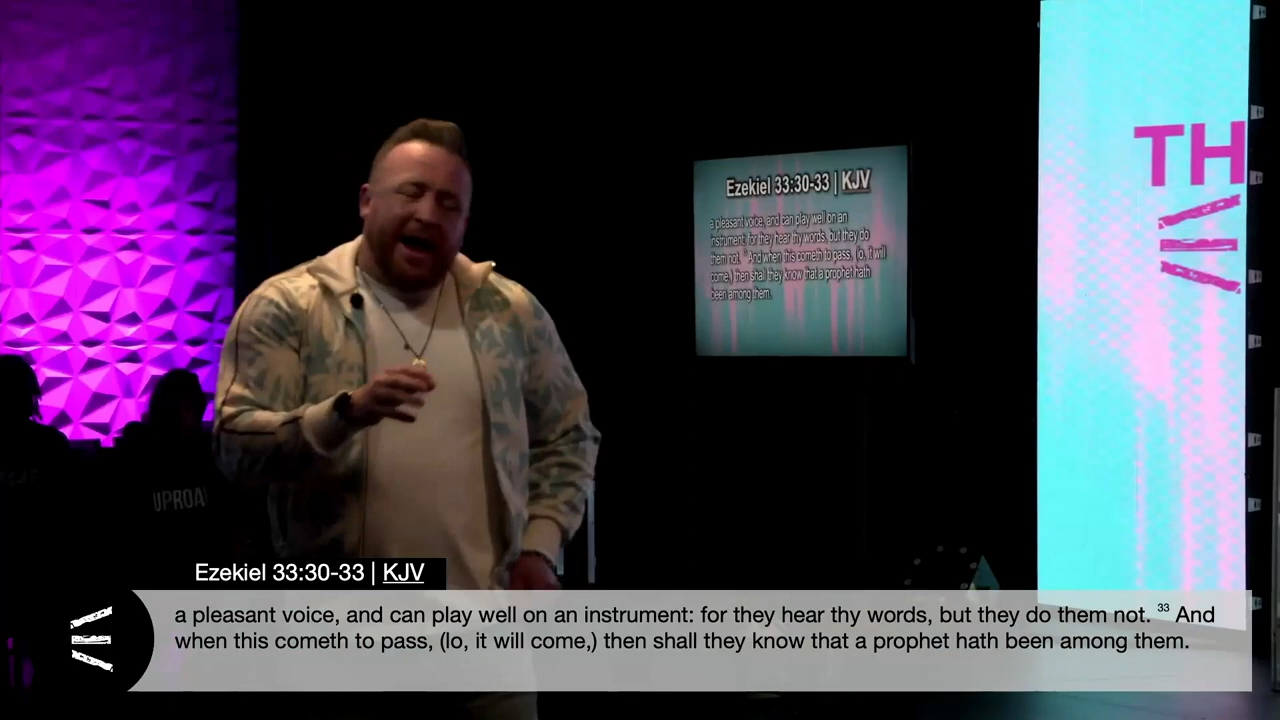 TH
Ezekiel 33:30-33 | KJV
a pleasant voice, and can play well on an
instrument: for they hear thy words, but they do
them not. And when this cometh to pass, (lo, it will
come,) then shall they know that a prophet hath
been among them.
UPROA
Ezekiel 33:30-33 | KJV
a pleasant voice, and can play well on an instrument: for they hear thy words, but they do them not. 33 And
when this cometh to pass, (lo, it will come,) then shall they know that a prophet hath been among them.